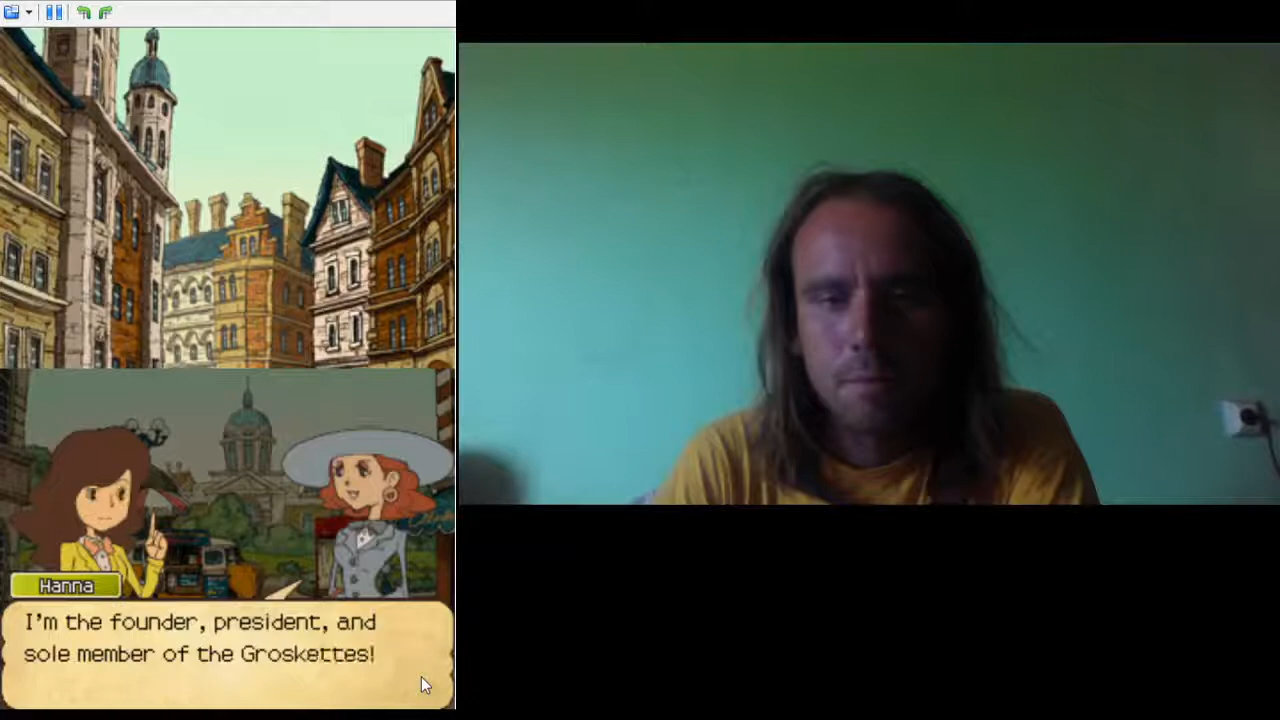 Hanna
I'm the founder, president, and
sole member of the Groskettes!